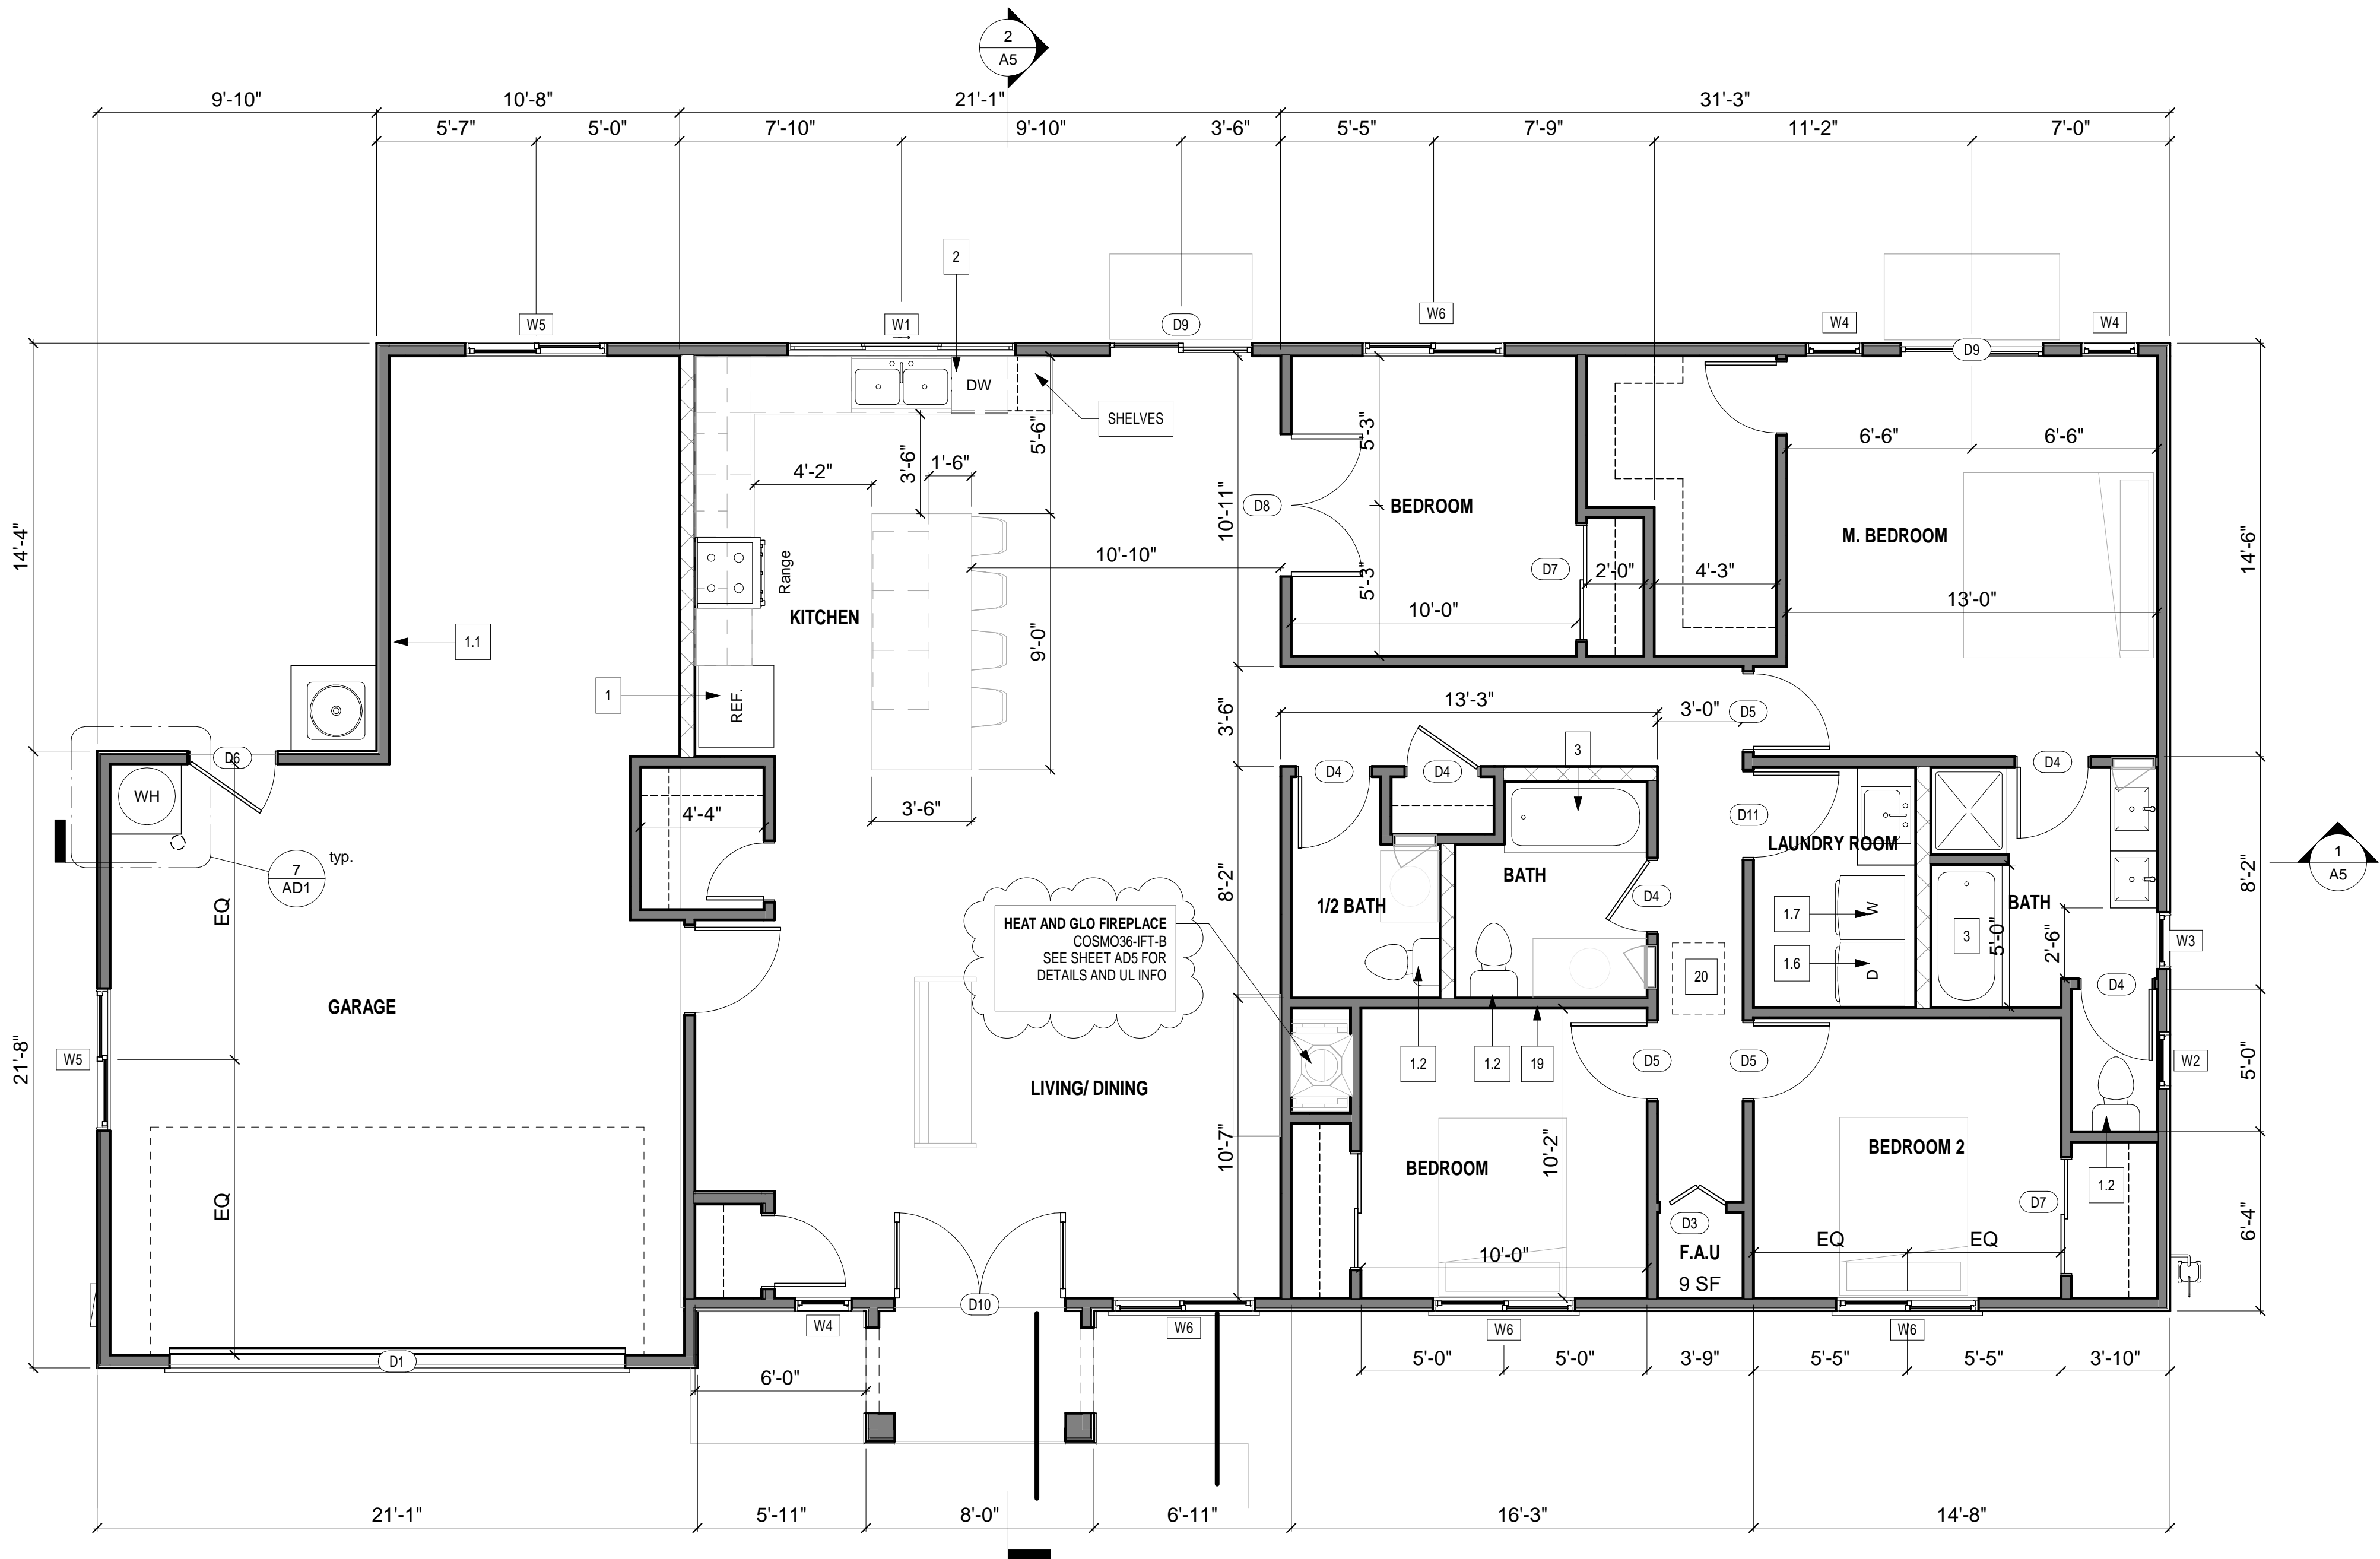 2
A5
9'-10"
10'-8"
21'-1"
31'-3"
5'-7"
5'-0"
7'-10"
9'-10"
3'-6"
5'-5"
7'-9"
11'-2"
7'-0"
2
W5
W1
D9
W6
W4
D9
W4
DW
SHELVES
5'-6"
3'-6"
1'-6"
4'-2"
5'-3"
6'-6"
6'-6"
14'-4"
10'-11"
D8
BEDROOM
M. BEDROOM
14'-6"
10'-10"
Range
D7
2'-0"
4'-3"
5'-3"
10'-0"
13'-0"
KITCHEN
1.1
9'-0"
1
REF.
13'-3"
3'-0"
D5
3'-6"
D6
3
D4
D4
D4
WH
4'-4"
3'-6"
D11
LAUNDRY ROOM
7
AD1
typ.
1
A5
8'-2"
8'-2"
EQ
1/2 BATH
BATH
D4
1.7
W
BATH
HEAT AND GLO FIREPLACE
COSMO36-IFT-B
SEE SHEET AD5 FOR
DETAILS AND UL INFO
3
5'-0"
2'-6"
W3
1.6
D
20
D4
GARAGE
21'-8"
W5
1.2
1.2
19
D5
D5
W2
5'-0"
LIVING/ DINING
10'-7"
10'-2"
BEDROOM
BEDROOM 2
1.2
D7
EQ
D3
F.A.U
9 SF
EQ
EQ
6'-4"
10'-0"
D10
W4
W6
W6
W6
D1
6'-0"
5'-0"
5'-0"
3'-9"
5'-5"
5'-5"
3'-10"
21'-1"
5'-11"
8'-0"
6'-11"
16'-3"
14'-8"